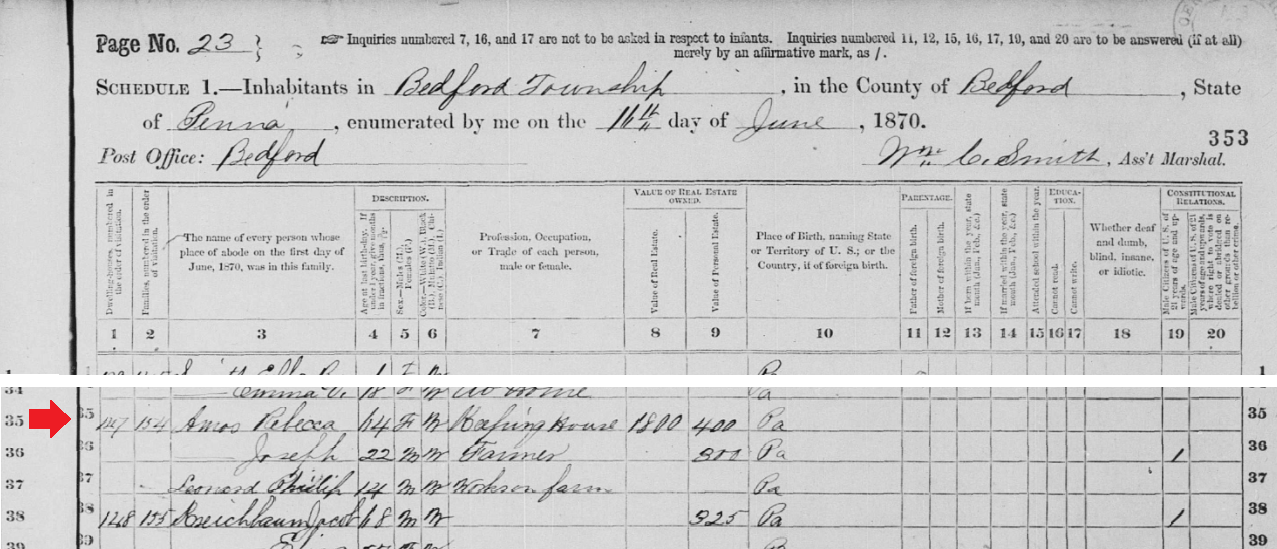 Page No. 23
☞ Inquiries numbered 7, 16, and 17 are not to be asked in respect to infants. Inquiries numbered 11, 12, 15, 16, 17, 19, and 20 are to be answered (if at all)
merely by an affirmative mark, as /.
SCHEDULE 1.—Inhabitants in Bedford Township, in the County of Bedford, State
of Penna, enumerated by me on the 16th day of June, 1870.
353
Post Office: Bedford
Wm C. Smith, Ass't Marshal.
DESCRIPTION. VALUE OF REAL ESTATE OWNED. PARENTAGE. EDUCATION. CONSTITUTIONAL RELATIONS.
Dwelling-houses, numbered in the order of visitation.
Families, numbered in the order of visitation.
The name of every person whose place of abode on the first day of June, 1870, was in this family.
Age at last birth-day. If under 1 year, give months in fractions, thus,
Sex.—Males (M.), Females (F.)
Color.—White (W.), Black (B.), Mulatto (M.), Chinese (C.), Indian (I.)
Profession, Occupation, or Trade of each person, male or female.
Value of Real Estate.
Value of Personal Estate.
Place of Birth, naming State or Territory of U. S.; or the Country, if of foreign birth.
Father of foreign birth.
Mother of foreign birth.
If born within the year, state month (Jan., Feb., &c.)
If married within the year, state month (Jan., Feb., &c.)
Attended school within the year.
Cannot read.
Cannot write.
Whether deaf and dumb, blind, insane, or idiotic.
Male Citizens of U. S. of 21 years of age and upwards.
Male Citizens of U. S. of 21 years of age and upwards, where right to vote is denied or abridged on other grounds than rebellion or other crime.
1 2 3 4 5 6 7 8 9 10 11 12 13 14 15 16 17 18 19 20
1 1
34 Emma 18 F W At Home Pa
35 35 127 154 Amos Rebecca 64 F W Keeping House 1800 400 Pa 35
36 36 Joseph 22 M W Farmer 300 Pa 1 36
37 37 Leonard Phillip 14 M W Works on farm Pa 37
38 38 128 155 Jacob 68 M W 325 Pa 1 38
39 39